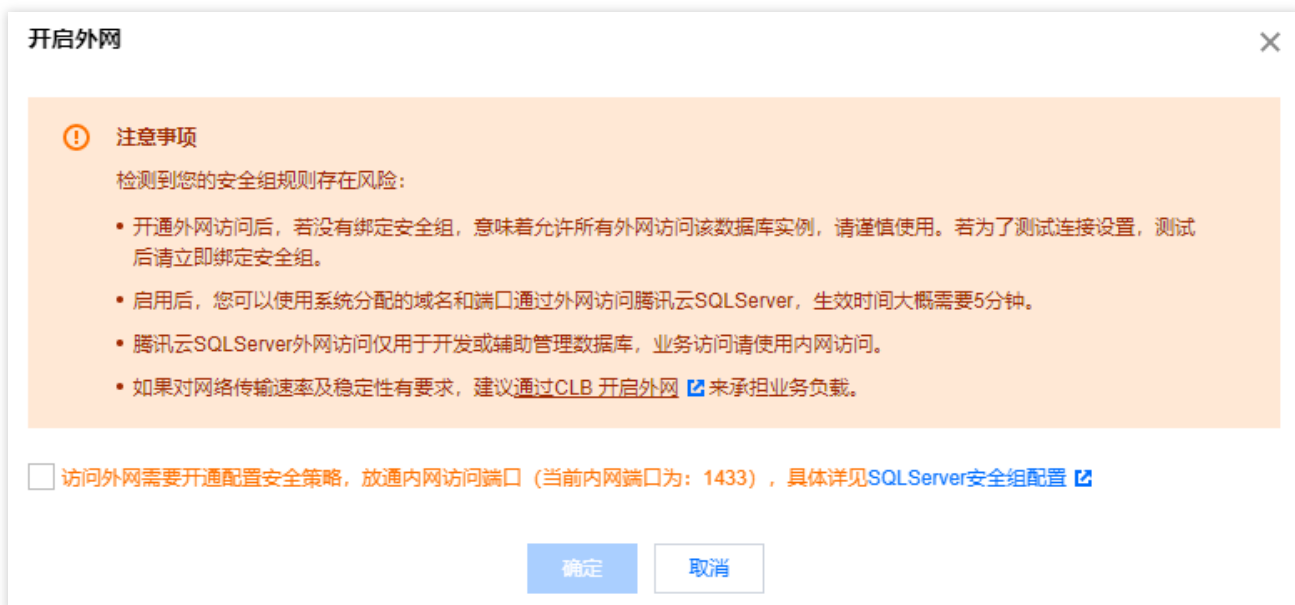 开启外网
注意事项
检测到您的安全组规则存在风险：
• 开通外网访问后，若没有绑定安全组，意味着允许所有外网访问该数据库实例，请谨慎使用。若为了测试连接设置，测试
后请立即绑定安全组。
• 启用后，您可以使用系统分配的域名和端口通过外网访问腾讯云SQLServer，生效时间大概需要5分钟。
• 腾讯云SQLServer外网访问仅用于开发或辅助管理数据库，业务访问请使用内网访问。
• 如果对网络传输速率及稳定性有要求，建议通过CLB 开启外网 来承担业务负载。
访问外网需要开通配置安全策略，放通内网访问端口（当前内网端口为：1433），具体详见SQLServer安全组配置
确定
取消